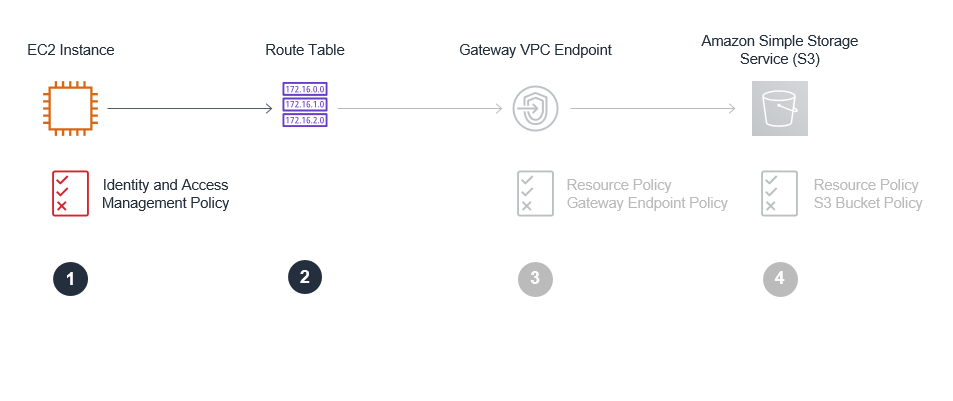 EC2 Instance
Route Table
Gateway VPC Endpoint
Amazon Simple Storage
Service (S3)
172.16.0.0
172.16.1.0
172.16.2.0
Identity and Access
Management Policy
Resource Policy
Gateway Endpoint Policy
Resource Policy
S3 Bucket Policy
1
2
3
4